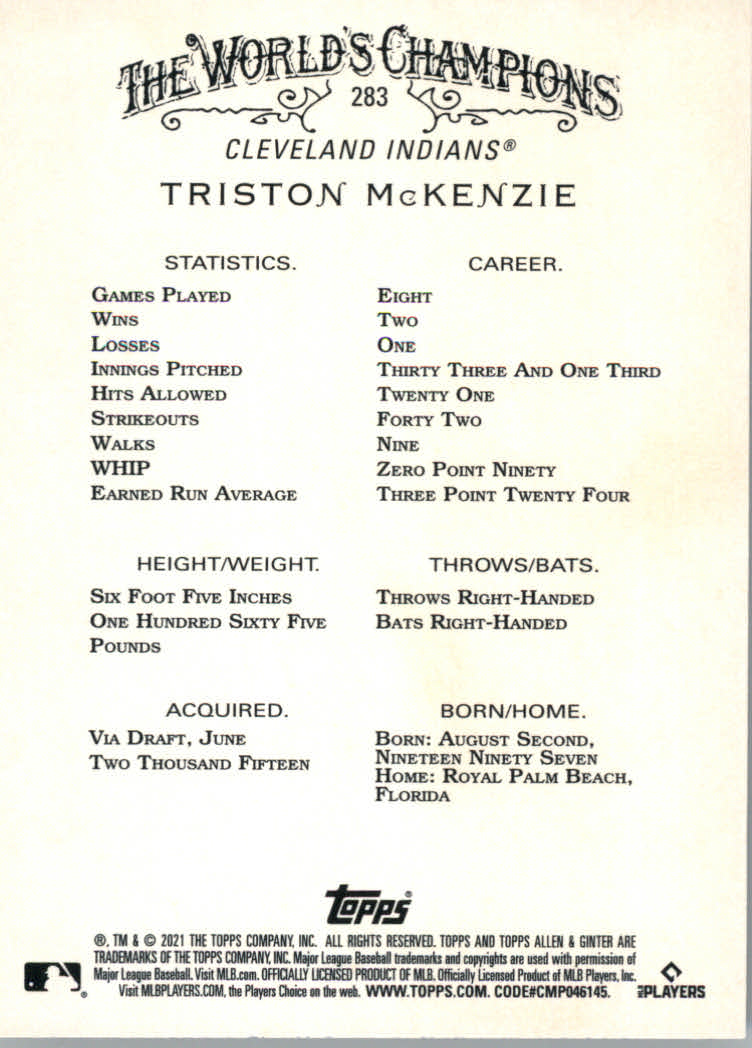 THE WORLD'S CHAMPIONS
283
CLEVELAND INDIANS®
TRISTON McKENZIE
STATISTICS. CAREER.
GAMES PLAYED EIGHT
WINS TWO
LOSSES ONE
INNINGS PITCHED THIRTY THREE AND ONE THIRD
HITS ALLOWED TWENTY ONE
STRIKEOUTS FORTY TWO
WALKS NINE
WHIP ZERO POINT NINETY
EARNED RUN AVERAGE THREE POINT TWENTY FOUR
HEIGHT/WEIGHT.
SIX FOOT FIVE INCHES
ONE HUNDRED SIXTY FIVE
POUNDS
THROWS/BATS.
THROWS RIGHT-HANDED
BATS RIGHT-HANDED
ACQUIRED.
VIA DRAFT, JUNE
TWO THOUSAND FIFTEEN
BORN/HOME.
BORN: AUGUST SECOND,
NINETEEN NINETY SEVEN
HOME: ROYAL PALM BEACH,
FLORIDA
TOPPS®
®, TM & © 2021 THE TOPPS COMPANY, INC. ALL RIGHTS RESERVED. TOPPS AND TOPPS ALLEN & GINTER ARE
TRADEMARKS OF THE TOPPS COMPANY, INC. Major League Baseball trademarks and copyrights are used with permission of
Major League Baseball. Visit MLB.com. OFFICIALLY LICENSED PRODUCT OF MLB. Officially Licensed Product of MLB Players, Inc.
Visit MLBPLAYERS.COM, the Players Choice on the web. WWW.TOPPS.COM. CODE#CMP046145.
®
MLB PLAYERS